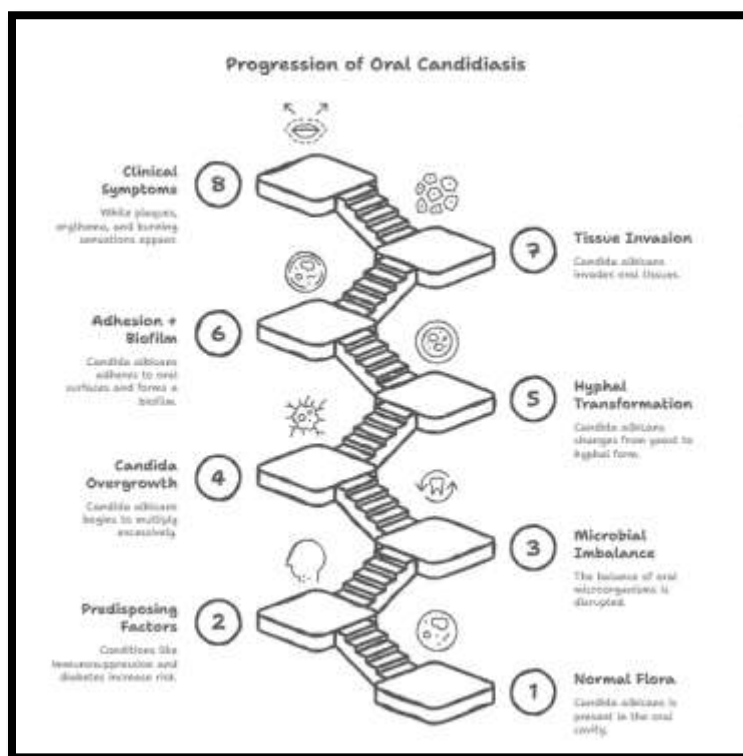 Progression of Oral Candidiasis
Clinical
Symptoms
8
White plaques,
erythema, and burning
sensations appear.
7
Tissue Invasion
Candida albicans
invades oral tissues.
Adhesion +
Biofilm
6
Candida albicans
adheres to oral
surfaces and forms a
biofilm.
5
Hyphal
Transformation
Candida albicans
changes from yeast to
hyphal form.
Candida
Overgrowth
4
Candida albicans
begins to multiply
excessively.
3
Microbial
Imbalance
The balance of oral
microorganisms is
disrupted.
Predisposing
Factors
2
Conditions like
immunosuppression and
diabetes increase risk.
1
Normal Flora
Candida albicans is
present in the oral
cavity.